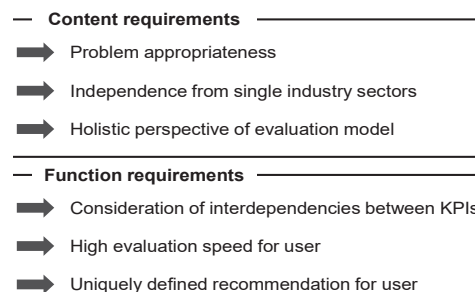 Content requirements
Problem appropriateness
Independence from single industry sectors
Holistic perspective of evaluation model
Function requirements
Consideration of interdependencies between KPIs
High evaluation speed for user
Uniquely defined recommendation for user